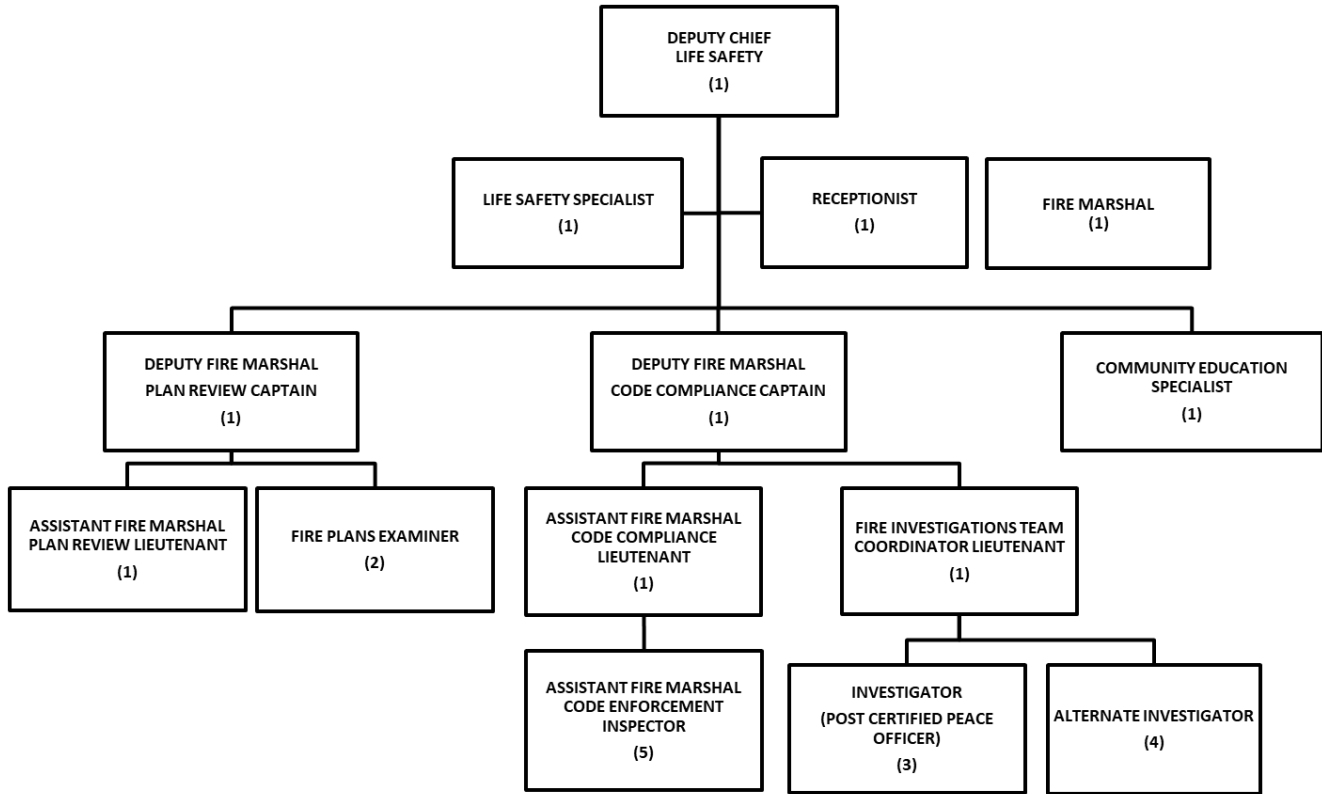 DEPUTY CHIEF
LIFE SAFETY
(1)
LIFE SAFETY SPECIALIST
(1)
RECEPTIONIST
(1)
FIRE MARSHAL
(1)
DEPUTY FIRE MARSHAL
PLAN REVIEW CAPTAIN
(1)
DEPUTY FIRE MARSHAL
CODE COMPLIANCE CAPTAIN
(1)
COMMUNITY EDUCATION
SPECIALIST
(1)
ASSISTANT FIRE MARSHAL
PLAN REVIEW LIEUTENANT
(1)
FIRE PLANS EXAMINER
(2)
ASSISTANT FIRE MARSHAL
CODE COMPLIANCE
LIEUTENANT
(1)
FIRE INVESTIGATIONS TEAM
COORDINATOR LIEUTENANT
(1)
ASSISTANT FIRE MARSHAL
CODE ENFORCEMENT
INSPECTOR
(5)
INVESTIGATOR
(POST CERTIFIED PEACE
OFFICER)
(3)
ALTERNATE INVESTIGATOR
(4)